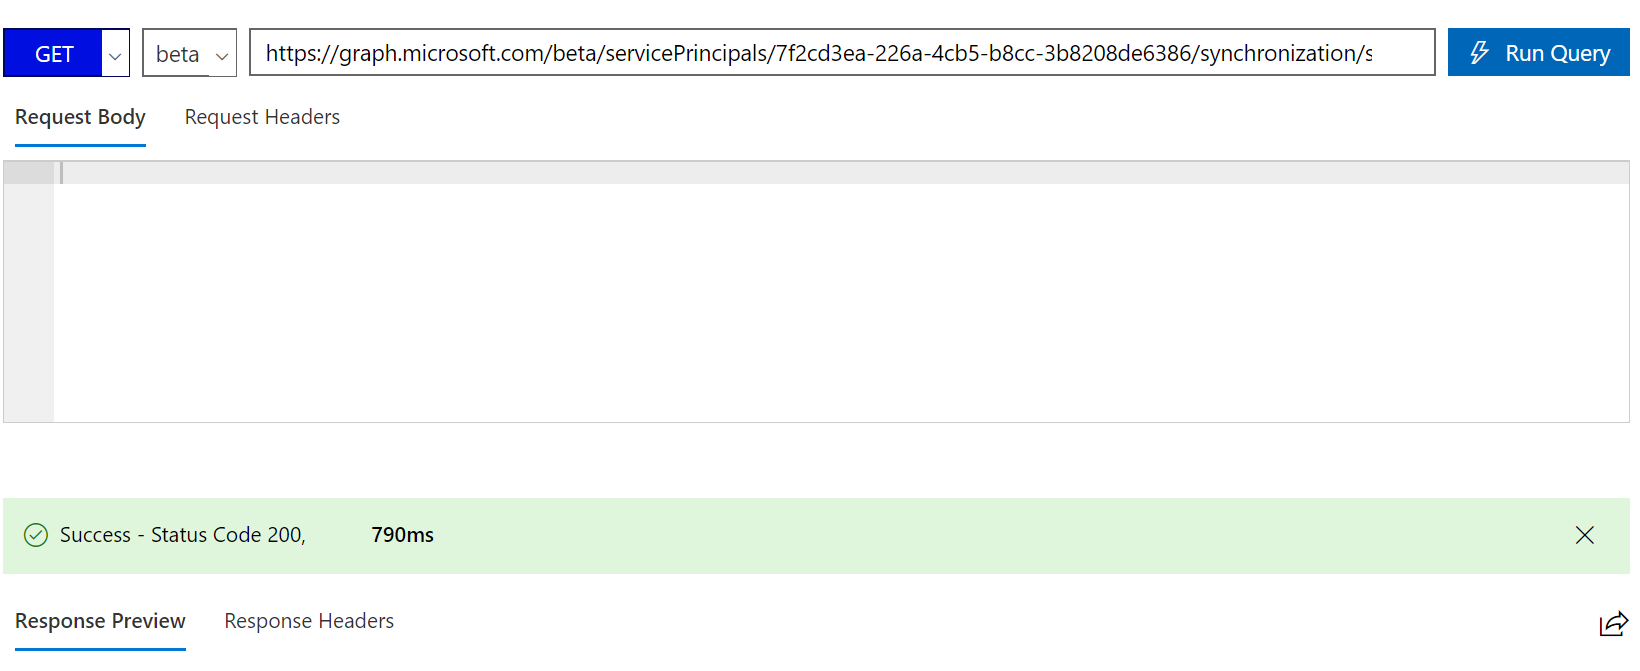 GET beta https://graph.microsoft.com/beta/servicePrincipals/7f2cd3ea-226a-4cb5-b8cc-3b8208de6386/synchronization/s Run Query
Request Body Request Headers
Success - Status Code 200, 790ms
Response Preview Response Headers